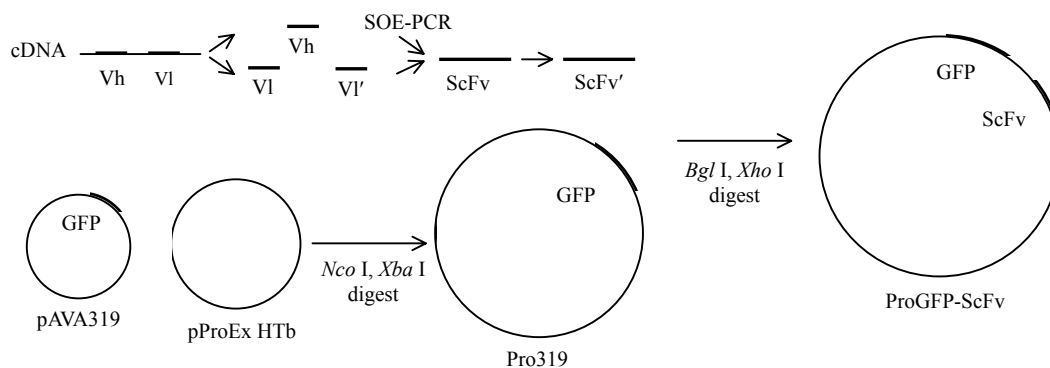 SOE-PCR
cDNA
Vh
Vl
Vh
Vl
Vl′
ScFv
ScFv′
GFP
pAVA319
pProEx HTb
Nco I, Xba I
digest
GFP
Pro319
Bgl I, Xho I
digest
GFP
ScFv
ProGFP-ScFv